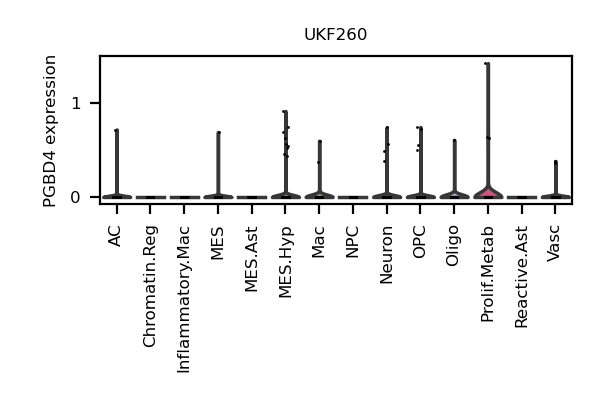 UKF260
PGBD4 expression
1
0
AC
Chromatin.Reg
Inflammatory.Mac
MES
MES.Ast
MES.Hyp
Mac
NPC
Neuron
OPC
Oligo
Prolif.Metab
Reactive.Ast
Vasc